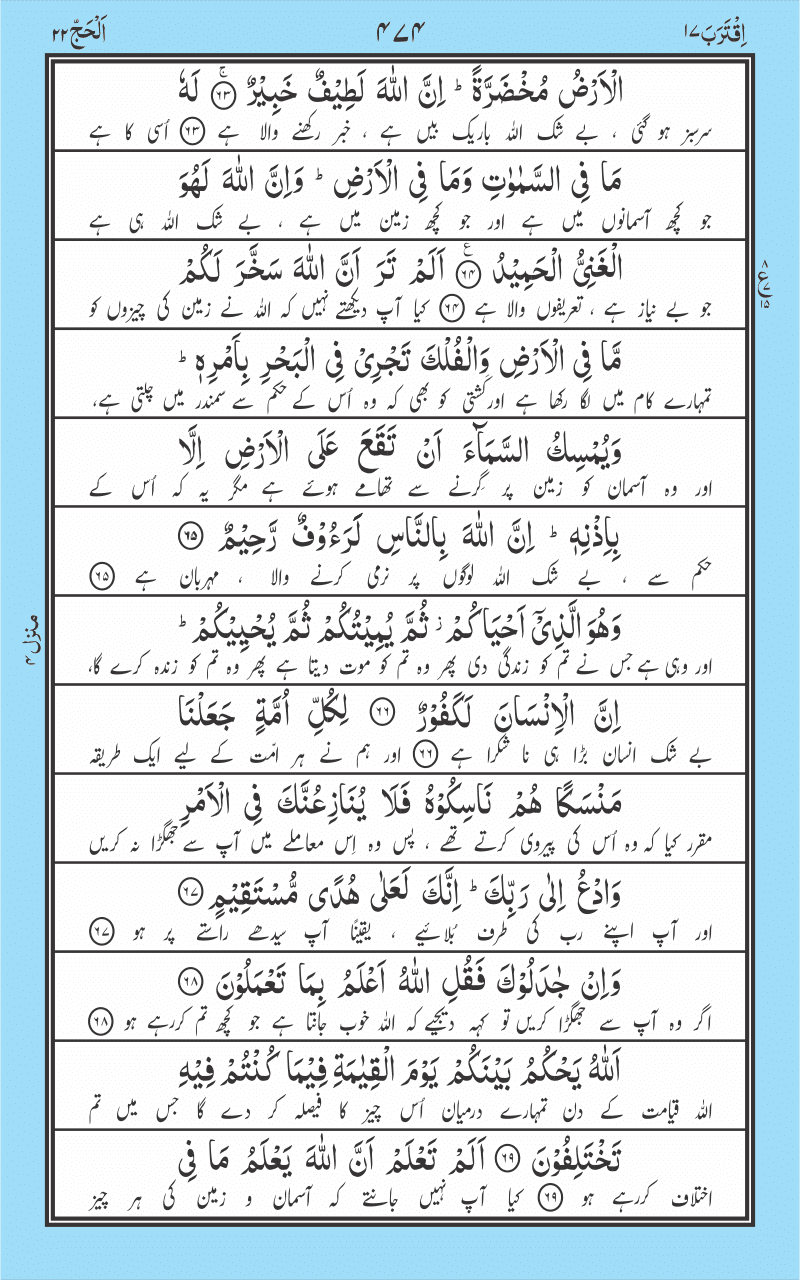 اِقْتَرَبَ ۱۷
۴۷۴
اَلْحَجّ ۲۲
الْاَرْضُ مُخْضَرَّةً ؕ اِنَّ اللّٰهَ لَطِیْفٌ خَبِیْرٌ ۚ﴿۶۳﴾ لَهٗ
سرسبز ہو گئی ، بے شک اللہ باریک بیں ہے ، خبر رکھنے والا ہے ﴿۶۳﴾ اُسی کا ہے
مَا فِی السَّمٰوٰتِ وَمَا فِی الْاَرْضِ ؕ وَاِنَّ اللّٰهَ لَهُوَ
جو کچھ آسمانوں میں ہے اور جو کچھ زمین میں ہے ، بے شک اللہ ہی ہے
الْغَنِیُّ الْحَمِیْدُ ﴿۶۴﴾ۧ اَلَمْ تَرَ اَنَّ اللّٰهَ سَخَّرَ لَكُمْ
جو بے نیاز ہے ، تعریفوں والا ہے ﴿۶۴﴾ کیا آپ دیکھتے نہیں کہ اللہ نے زمین کی چیزوں کو
۸
ع
۱۵
مَّا فِی الْاَرْضِ وَالْفُلْكَ تَجْرِیْ فِی الْبَحْرِ بِاَمْرِهٖ ؕ
تمہارے کام میں لگا رکھا ہے اور کشتی کو بھی کہ وہ اُس کے حکم سے سمندر میں چلتی ہے،
وَیُمْسِكُ السَّمَآءَ اَنْ تَقَعَ عَلَی الْاَرْضِ اِلَّا
اور وہ آسمان کو زمین پر گِرنے سے تھامے ہوئے ہے مگر یہ کہ اُس کے
بِاِذْنِهٖ ؕ اِنَّ اللّٰهَ بِالنَّاسِ لَرَءُوْفٌ رَّحِیْمٌ ﴿۶۵﴾
حکم سے ، بے شک اللہ لوگوں پر نرمی کرنے والا ، مہربان ہے ﴿۶۵﴾
وَهُوَ الَّذِیْۤ اَحْیَاكُمْ ؗ ثُمَّ یُمِیْتُكُمْ ثُمَّ یُحْیِیْكُمْ ؕ
اور وہی ہے جس نے تم کو زندگی دی پھر وہ تم کو موت دیتا ہے پھر وہ تم کو زندہ کرے گا،
منزل ۴
اِنَّ الْاِنْسَانَ لَكَفُوْرٌ ﴿۶۶﴾ لِكُلِّ اُمَّةٍ جَعَلْنَا
بے شک انسان بڑا ہی نا شکرا ہے ﴿۶۶﴾ اور ہم نے ہر امّت کے لیے ایک طریقہ
مَنْسَكًا هُمْ نَاسِكُوْهُ فَلَا یُنَازِعُنَّكَ فِی الْاَمْرِ
مقرر کیا کہ وہ اُس کی پیروی کرتے تھے ، پس وہ اِس معاملے میں آپ سے جھگڑا نہ کریں
وَادْعُ اِلٰی رَبِّكَ ؕ اِنَّكَ لَعَلٰی هُدًی مُّسْتَقِیْمٍ ﴿۶۷﴾
اور آپ اپنے رب کی طرف بُلائیے ، یقینًا آپ سیدھے راستے پر ہو ﴿۶۷﴾
وَاِنْ جٰدَلُوْكَ فَقُلِ اللّٰهُ اَعْلَمُ بِمَا تَعْمَلُوْنَ ﴿۶۸﴾
اگر وہ آپ سے جھگڑا کریں تو کہہ دیجیے کہ اللہ خوب جانتا ہے جو کچھ تم کررہے ہو ﴿۶۸﴾
اَللّٰهُ یَحْكُمُ بَیْنَكُمْ یَوْمَ الْقِیٰمَةِ فِیْمَا كُنْتُمْ فِیْهِ
اللہ قیامت کے دن تمہارے درمیان اُس چیز کا فیصلہ کر دے گا جس میں تم
تَخْتَلِفُوْنَ ﴿۶۹﴾ اَلَمْ تَعْلَمْ اَنَّ اللّٰهَ یَعْلَمُ مَا فِی
اختلاف کررہے ہو ﴿۶۹﴾ کیا آپ نہیں جانتے کہ آسمان و زمین کی ہر چیز